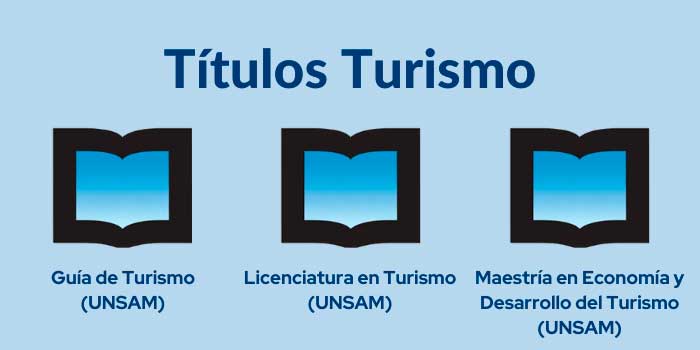 Títulos Turismo
Guía de Turismo
(UNSAM)
Licenciatura en Turismo
(UNSAM)
Maestría en Economía y
Desarrollo del Turismo
(UNSAM)